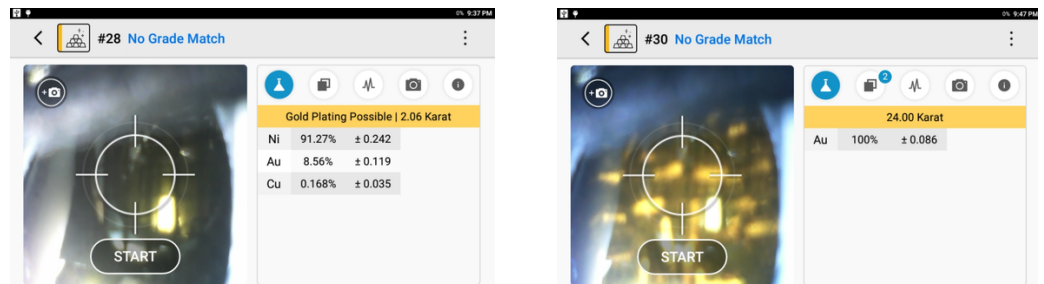 0% 9:37 PM
#28 No Grade Match
Gold Plating Possible | 2.06 Karat
Ni 91.27% ± 0.242
Au 8.56% ± 0.119
Cu 0.168% ± 0.035
START
0% 9:47 PM
#30 No Grade Match
2
24.00 Karat
Au 100% ± 0.086
START